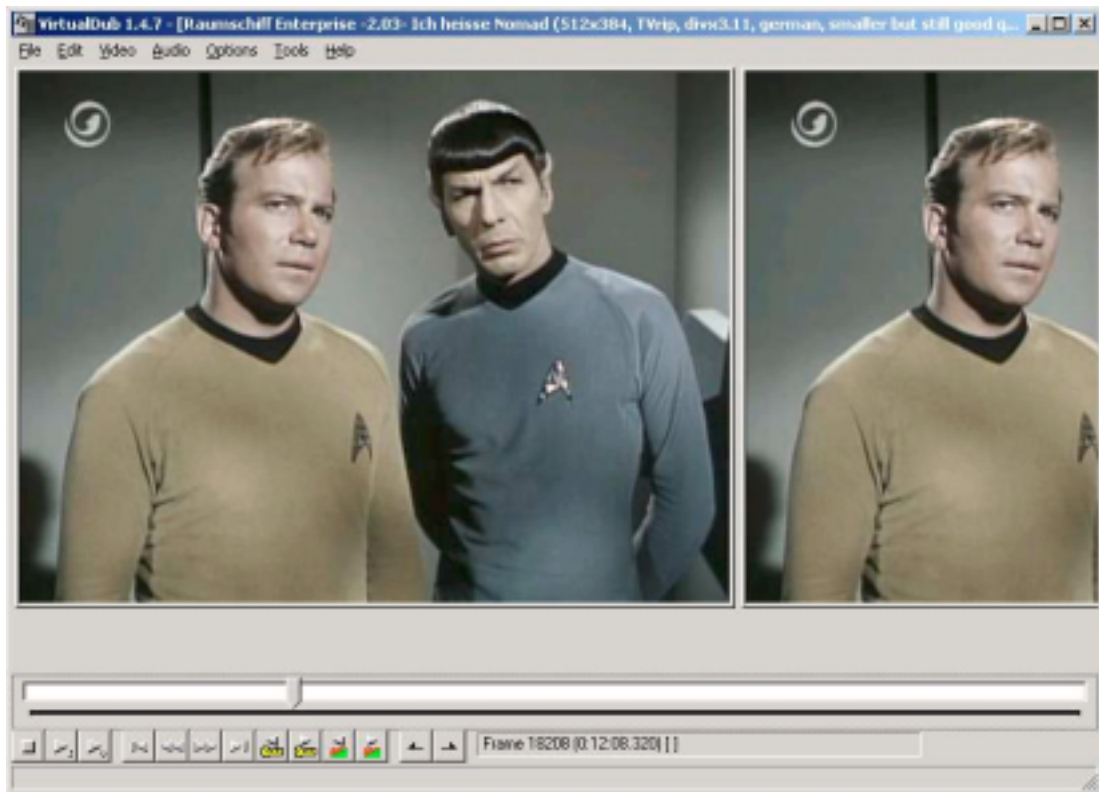 VirtualDub 1.4.7 - [Raumschiff Enterprise -2.03- Ich heisse Nomad (512x384, TVrip, divx3.11, german, smaller but still good q...
File Edit Video Audio Options Tools Help
Frame 18208 (0:12:08.320) [ ]